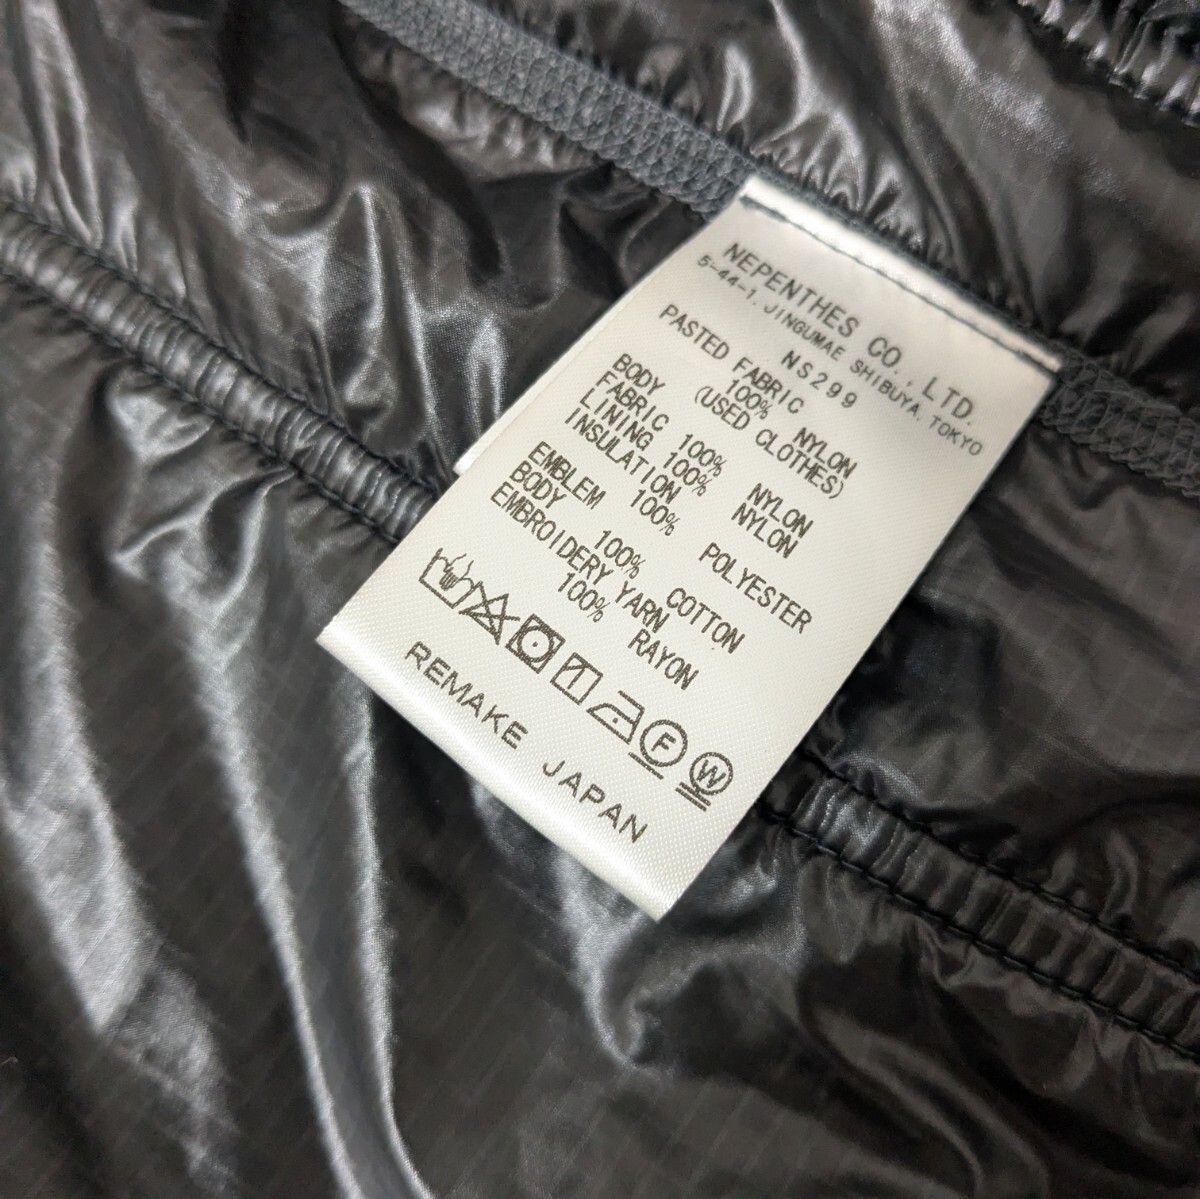 NEPENTHES CO.,LTD.
5-44-1.JINGUMAE SHIBUYA.TOKYO
NS299
PASTED FABRIC
100% NYLON
(USED CLOTHES)
BODY
FABRIC 100% NYLON
LINING 100% NYLON
INSULATION
100% POLYESTER
EMBLEM
BODY 100% COTTON
EMBROIDERY YARN
100% RAYON
F
W
REMAKE JAPAN